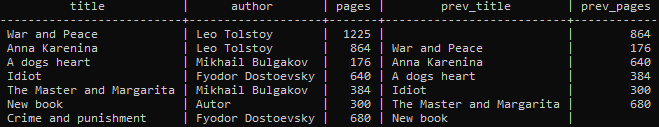 title | author | pages | prev_title | prev_pages
War and Peace | Leo Tolstoy | 1225 | | 864
Anna Karenina | Leo Tolstoy | 864 | War and Peace | 176
A dogs heart | Mikhail Bulgakov | 176 | Anna Karenina | 640
Idiot | Fyodor Dostoevsky | 640 | A dogs heart | 384
The Master and Margarita | Mikhail Bulgakov | 384 | Idiot | 300
New book | Autor | 300 | The Master and Margarita | 680
Crime and punishment | Fyodor Dostoevsky | 680 | New book |